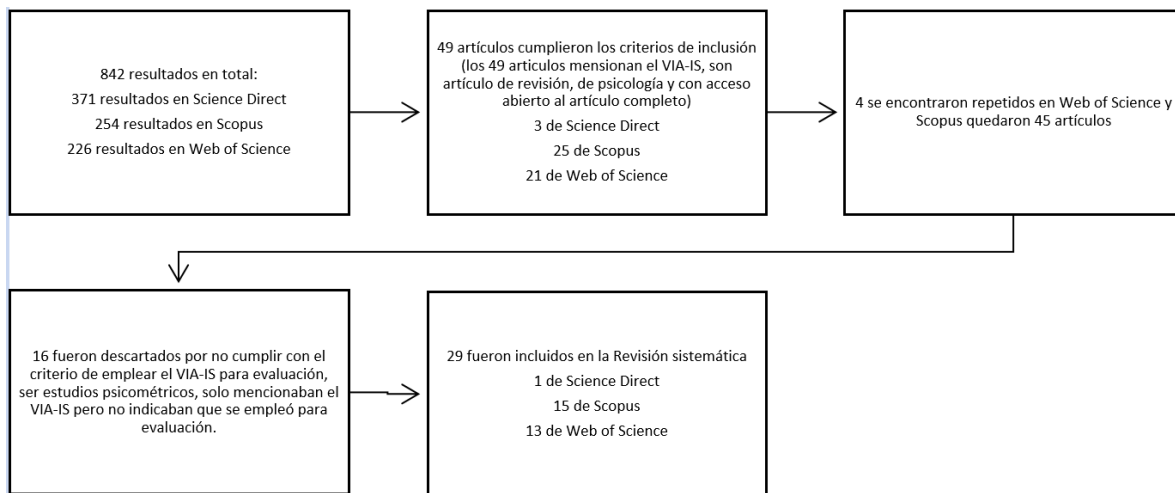 842 resultados en total:
371 resultados en Science Direct
254 resultados en Scopus
226 resultados en Web of Science
49 artículos cumplieron los criterios de inclusión
(los 49 articulos mencionan el VIA-IS, son
artículo de revisión, de psicología y con acceso
abierto al artículo completo)
3 de Science Direct
25 de Scopus
21 de Web of Science
4 se encontraron repetidos en Web of Science y
Scopus quedaron 45 artículos
16 fueron descartados por no cumplir con el
criterio de emplear el VIA-IS para evaluación,
ser estudios psicométricos, solo mencionaban el
VIA-IS pero no indicaban que se empleó para
evaluación.
29 fueron incluidos en la Revisión sistemática
1 de Science Direct
15 de Scopus
13 de Web of Science